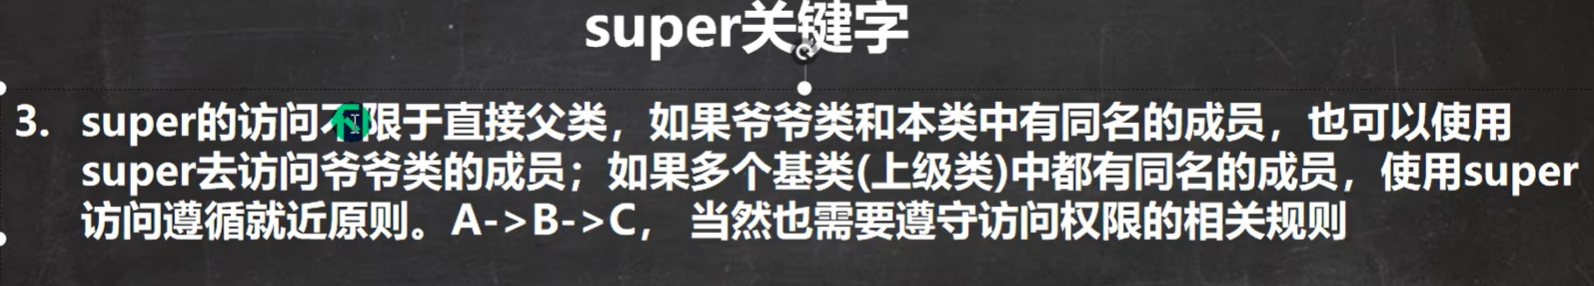 super关键字
3. super的访问不限于直接父类，如果爷爷类和本类中有同名的成员，也可以使用
super去访问爷爷类的成员；如果多个基类(上级类)中都有同名的成员，使用super
访问遵循就近原则。A->B->C， 当然也需要遵守访问权限的相关规则